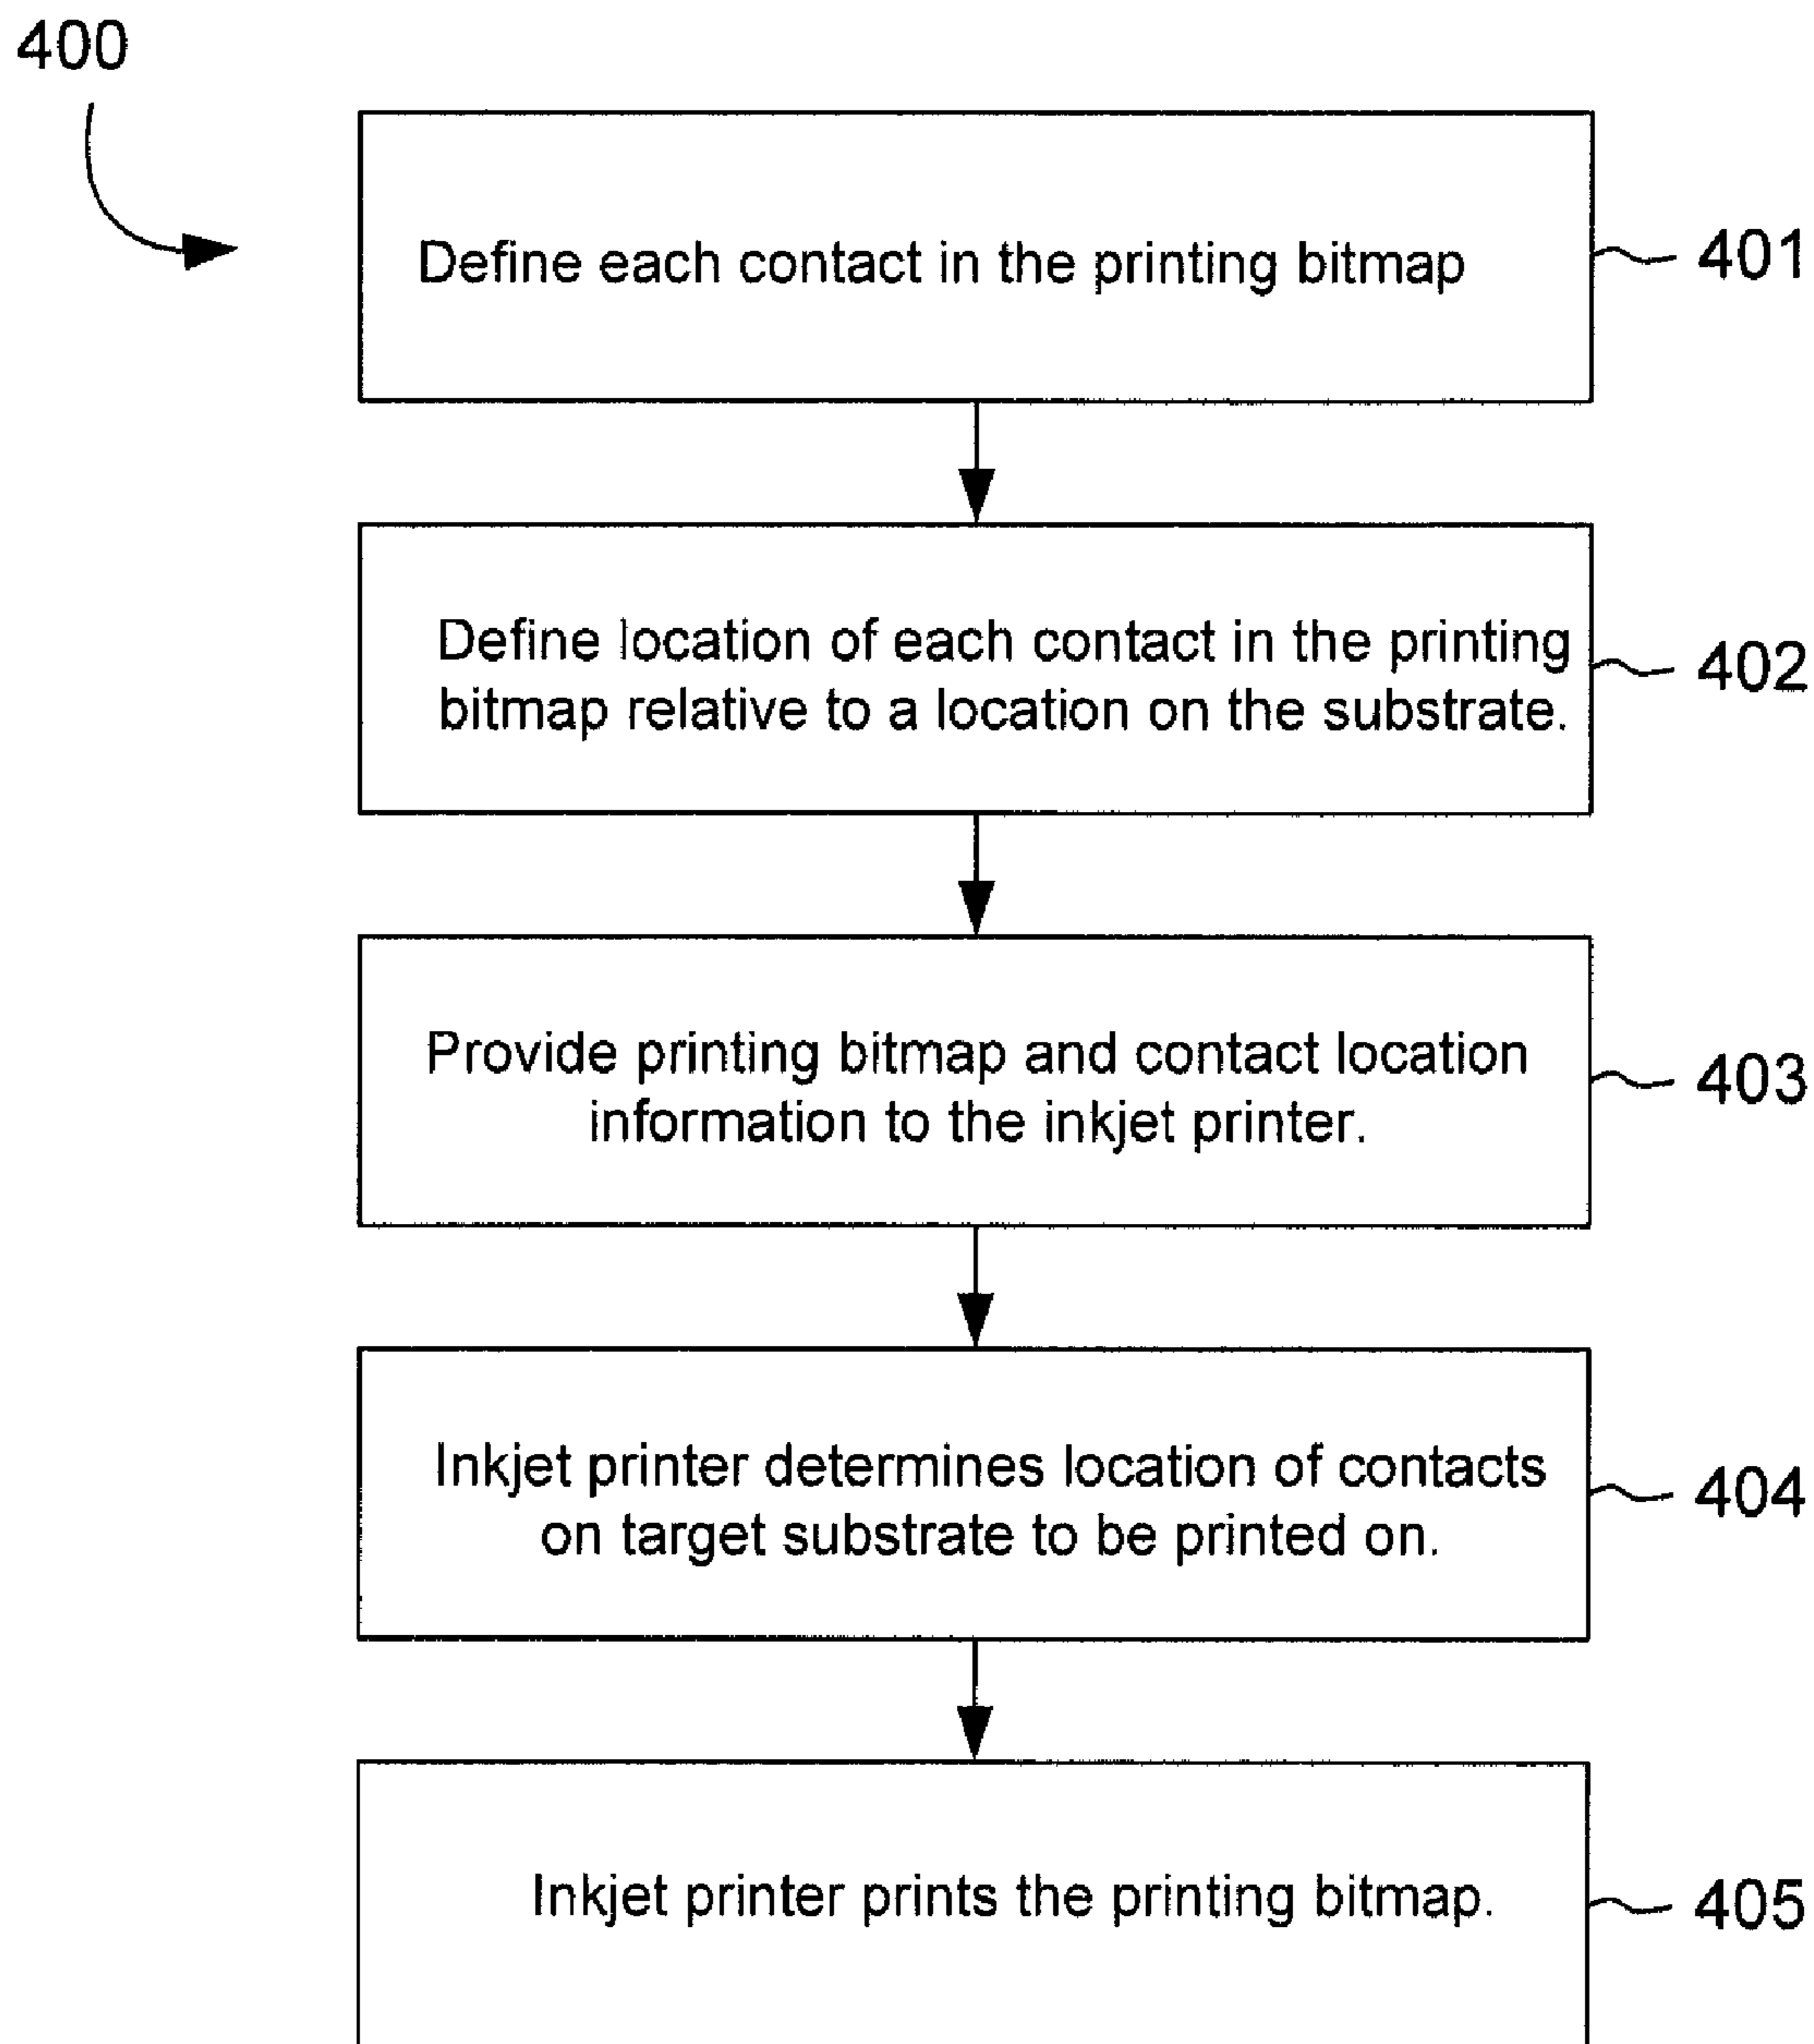 400
Define each contact in the printing bitmap
401
Define location of each contact in the printing
bitmap relative to a location on the substrate.
402
Provide printing bitmap and contact location
information to the inkjet printer.
403
Inkjet printer determines location of contacts
on target substrate to be printed on.
404
Inkjet printer prints the printing bitmap.
405